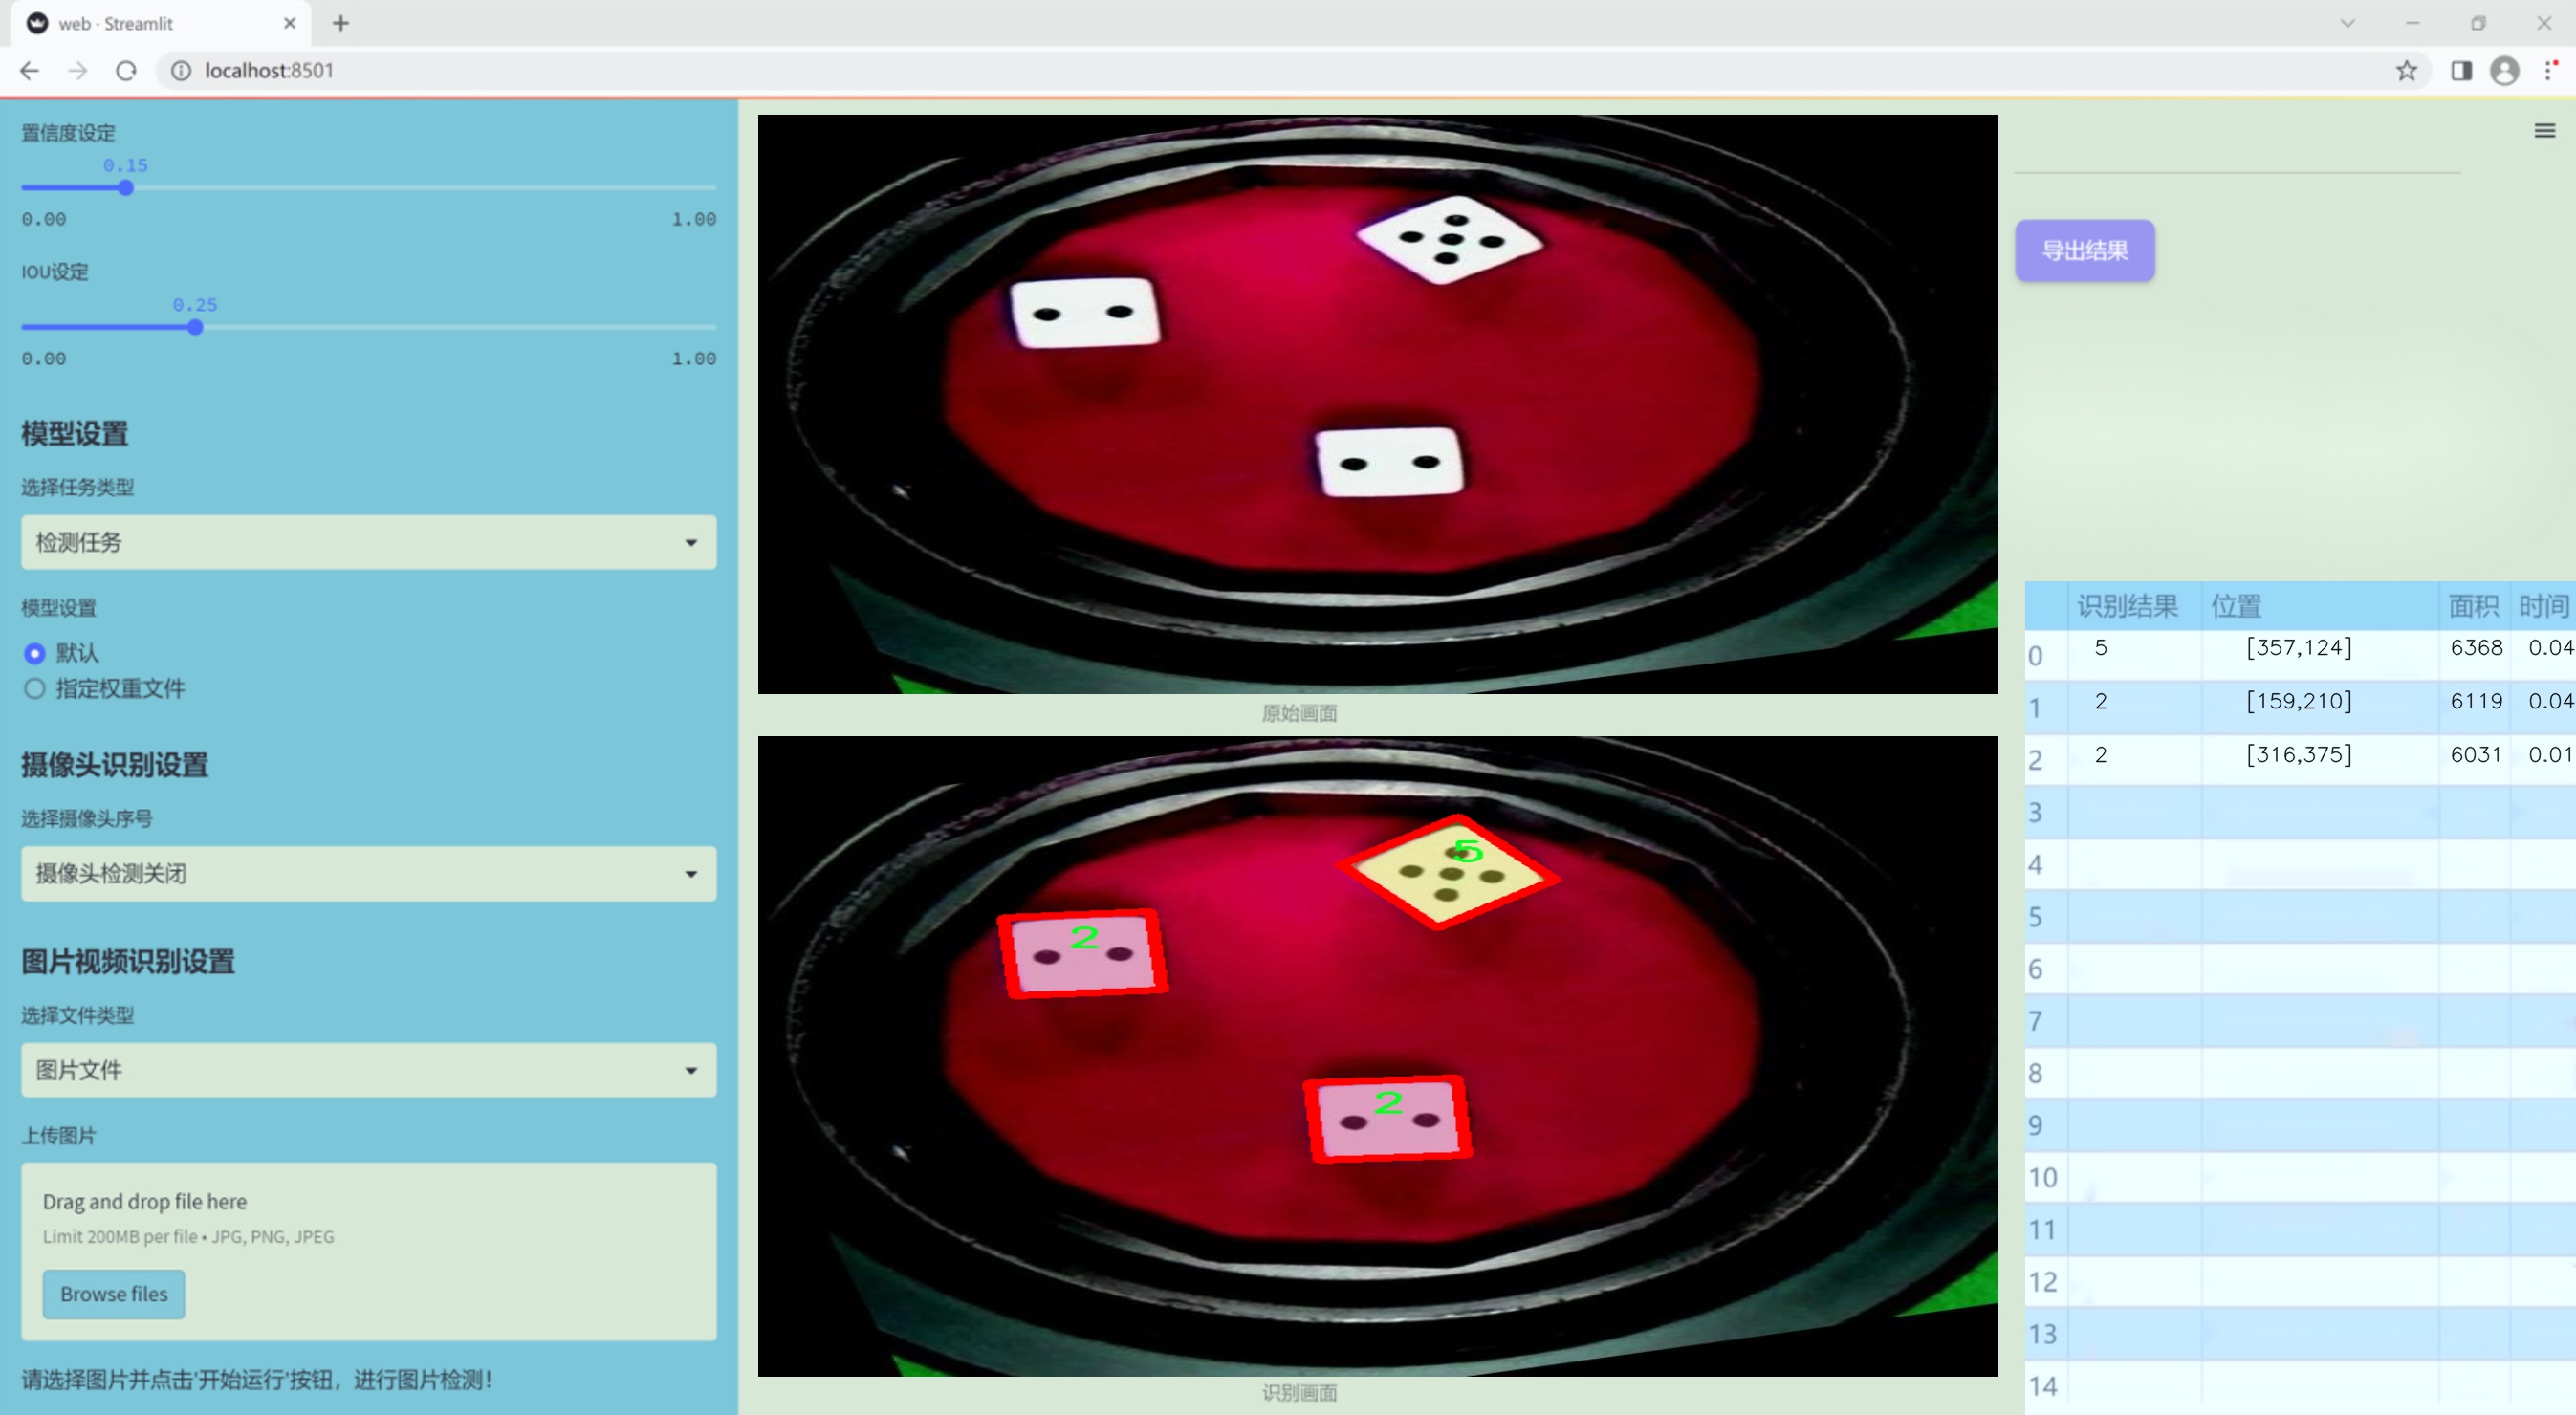 web · Streamlit
localhost:8501
置信度设定
0.15
0.00 1.00
IOU设定
0.25
0.00 1.00
模型设置
选择任务类型
检测任务
模型设置
默认
指定权重文件
摄像头识别设置
选择摄像头序号
摄像头检测关闭
图片视频识别设置
选择文件类型
图片文件
上传图片
Drag and drop file here
Limit 200MB per file • JPG, PNG, JPEG
Browse files
请选择图片并点击'开始运行'按钮，进行图片检测！
原始画面
5
2
2
识别画面
导出结果
识别结果 位置 面积 时间
0 5 [357,124] 6368 0.04
1 2 [159,210] 6119 0.04
2 2 [316,375] 6031 0.01
3
4
5
6
7
8
9
10
11
12
13
14